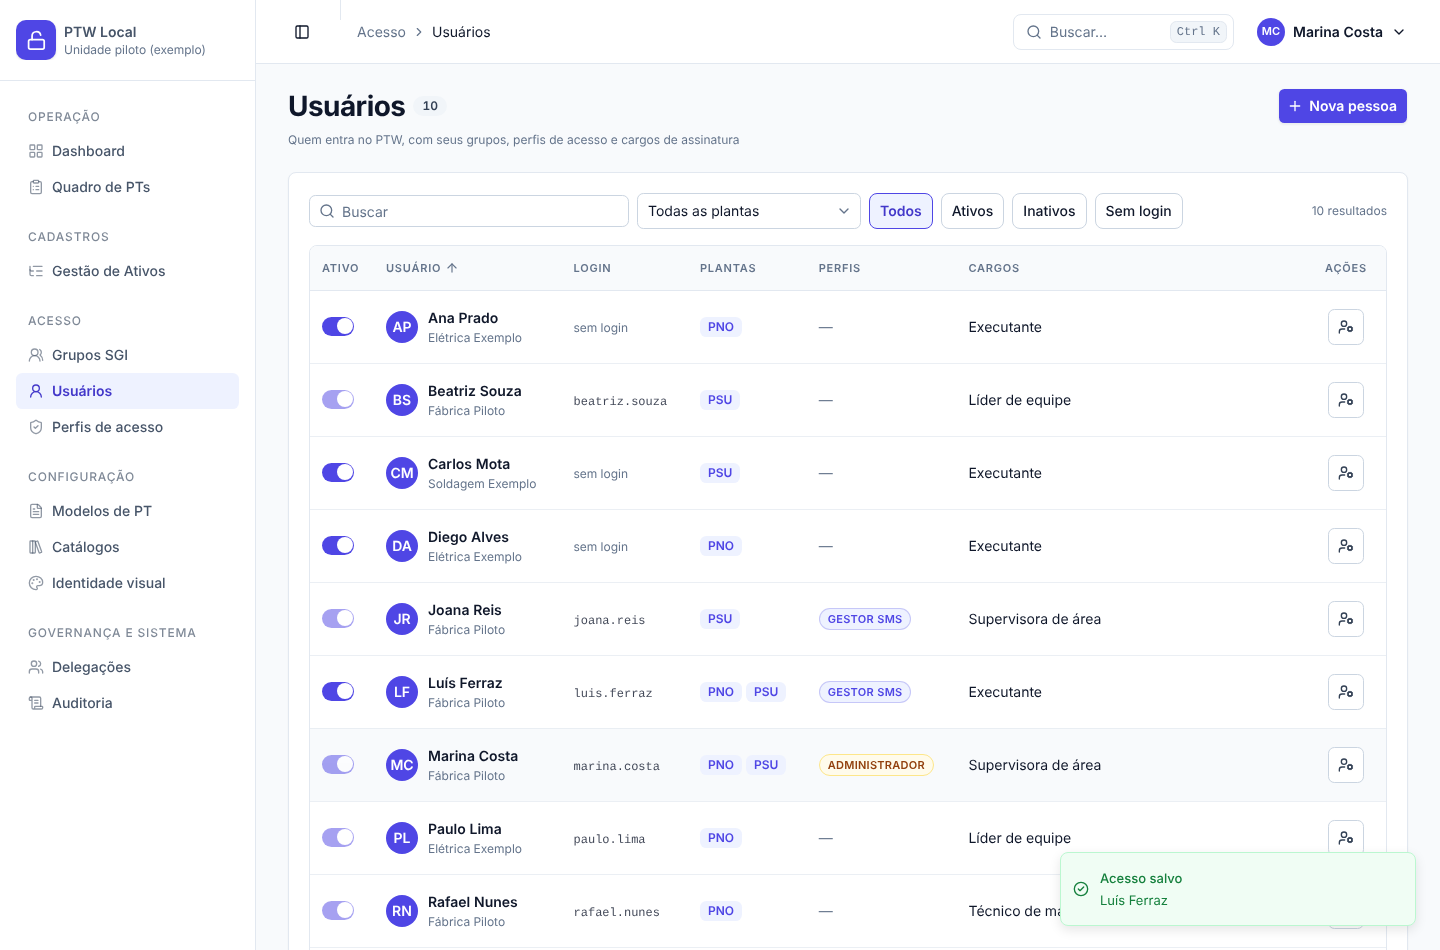 PTW Local
Unidade piloto (exemplo)
OPERAÇÃO
Dashboard
Quadro de PTs
CADASTROS
Gestão de Ativos
ACESSO
Grupos SGI
Usuários
Perfis de acesso
CONFIGURAÇÃO
Modelos de PT
Catálogos
Identidade visual
GOVERNANÇA E SISTEMA
Delegações
Auditoria
Acesso > Usuários
Buscar... Ctrl K
MC Marina Costa
Usuários 10
Quem entra no PTW, com seus grupos, perfis de acesso e cargos de assinatura
+ Nova pessoa
Buscar
Todas as plantas
Todos Ativos Inativos Sem login
10 resultados
ATIVO USUÁRIO ↑ LOGIN PLANTAS PERFIS CARGOS AÇÕES
AP Ana Prado
Elétrica Exemplo
sem login PNO — Executante
BS Beatriz Souza
Fábrica Piloto
beatriz.souza PSU — Líder de equipe
CM Carlos Mota
Soldagem Exemplo
sem login PSU — Executante
DA Diego Alves
Elétrica Exemplo
sem login PNO — Executante
JR Joana Reis
Fábrica Piloto
joana.reis PSU GESTOR SMS Supervisora de área
LF Luís Ferraz
Fábrica Piloto
luis.ferraz PNO PSU GESTOR SMS Executante
MC Marina Costa
Fábrica Piloto
marina.costa PNO PSU ADMINISTRADOR Supervisora de área
PL Paulo Lima
Elétrica Exemplo
paulo.lima PNO — Líder de equipe
RN Rafael Nunes
Fábrica Piloto
rafael.nunes PNO — Técnico de
Acesso salvo
Luís Ferraz